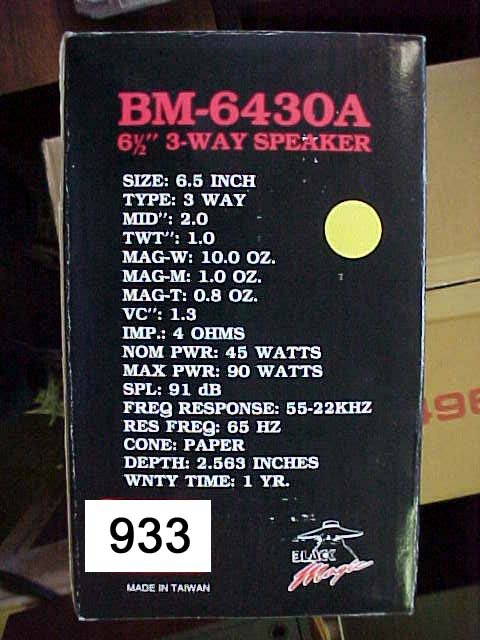 BM-6430A
6½" 3-WAY SPEAKER
SIZE: 6.5 INCH
TYPE: 3 WAY
MID": 2.0
TWT": 1.0
MAG-W: 10.0 OZ.
MAG-M: 1.0 OZ.
MAG-T: 0.8 OZ.
VC": 1.3
IMP.: 4 OHMS
NOM PWR: 45 WATTS
MAX PWR: 90 WATTS
SPL: 91 dB
FREQ RESPONSE: 55-22KHZ
RES FREQ: 65 HZ
CONE: PAPER
DEPTH: 2.563 INCHES
WNTY TIME: 1 YR.
933
BLACK
Magic
MADE IN TAIWAN
496